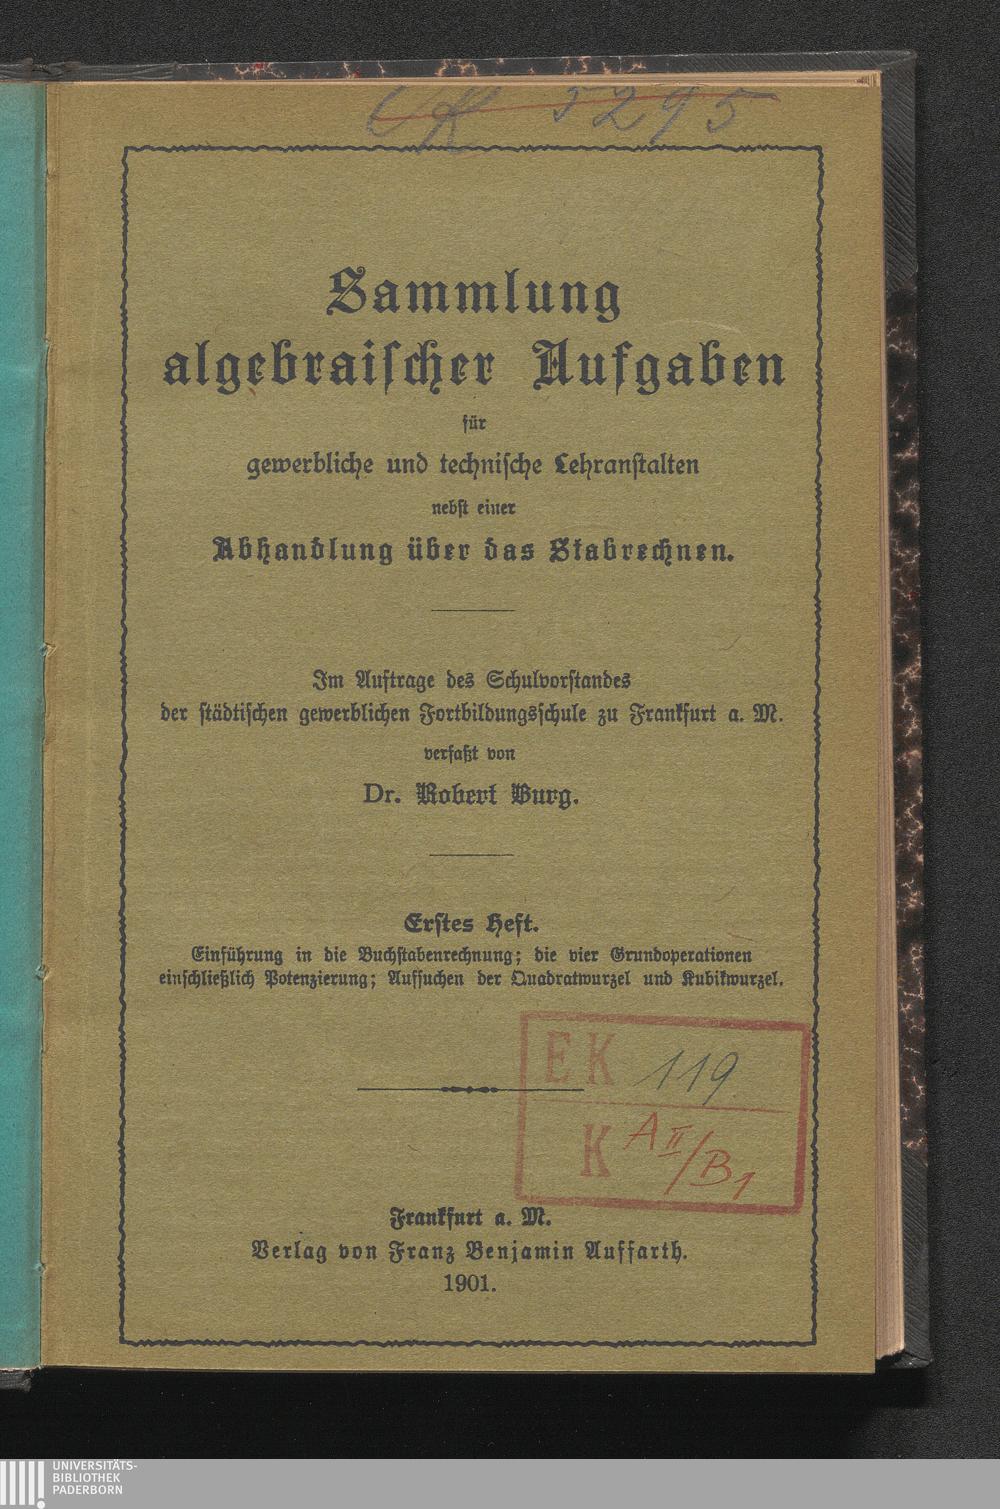 5295
Sammlung
algebraiſcher Aufgaben
für
gewerbliche und techniſche Lehranſtalten
nebſt einer
Abhandlung über das Stabrechnen.
Im Auftrage des Schulvorſtandes
der ſtädtiſchen gewerblichen Fortbildungsſchule zu Frankfurt a. M.
verfaßt von
Dr. Robert Burg.
Erſtes Heft.
Einführung in die Buchſtabenrechnung; die vier Grundoperationen
einſchließlich Potenzierung; Aufſuchen der Quadratwurzel und Kubikwurzel.
EK 119
K A II/B1
Frankfurt a. M.
Verlag von Franz Benjamin Auffarth.
1901.
UNIVERSITÄTS-
BIBLIOTHEK
PADERBORN